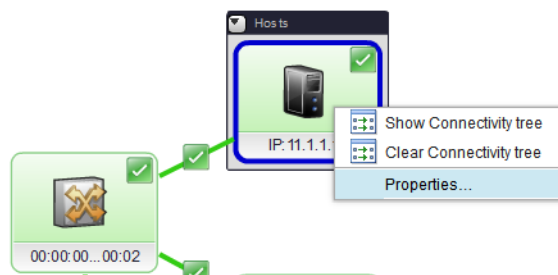 Hosts
IP: 11.1.1.
Show Connectivity tree
Clear Connectivity tree
Properties...
00:00:00...00:02